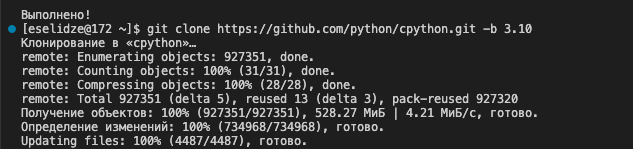 Выполнено!
[eselidze@172 ~]$ git clone https://github.com/python/cpython.git -b 3.10
Клонирование в «cpython»…
remote: Enumerating objects: 927351, done.
remote: Counting objects: 100% (31/31), done.
remote: Compressing objects: 100% (28/28), done.
remote: Total 927351 (delta 5), reused 13 (delta 3), pack-reused 927320
Получение объектов: 100% (927351/927351), 528.27 МиБ | 4.21 МиБ/с, готово.
Определение изменений: 100% (734968/734968), готово.
Updating files: 100% (4487/4487), готово.